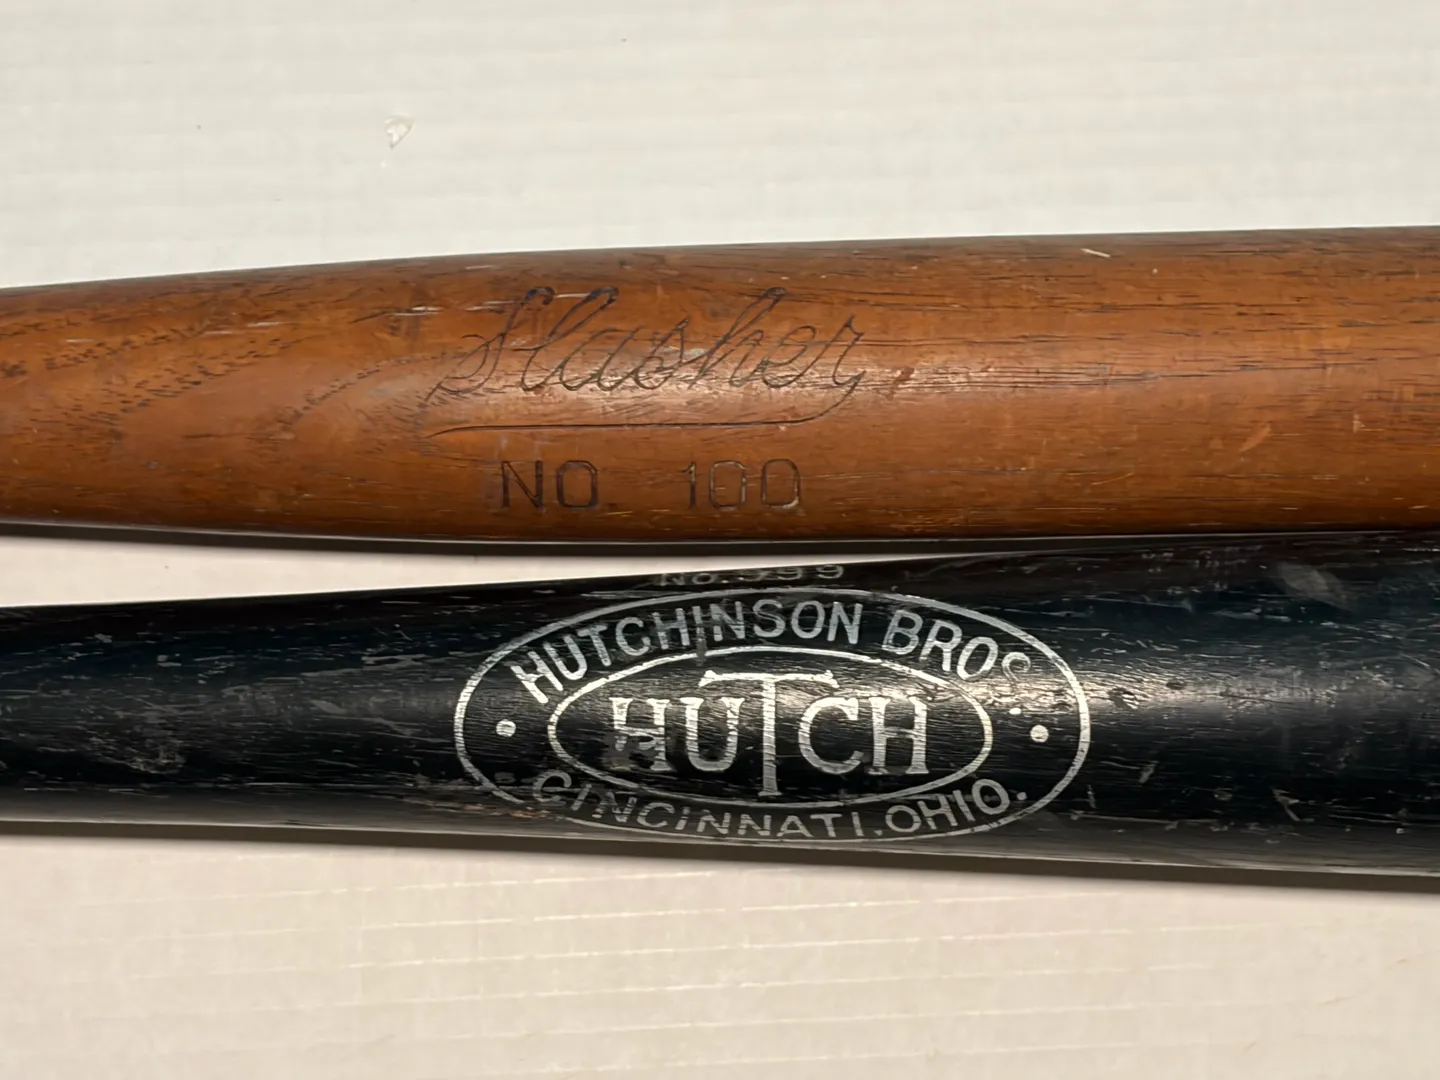 Slasher
NO. 100
No. 999
HUTCHINSON BROS.
HUTCH
CINCINNATI, OHIO.